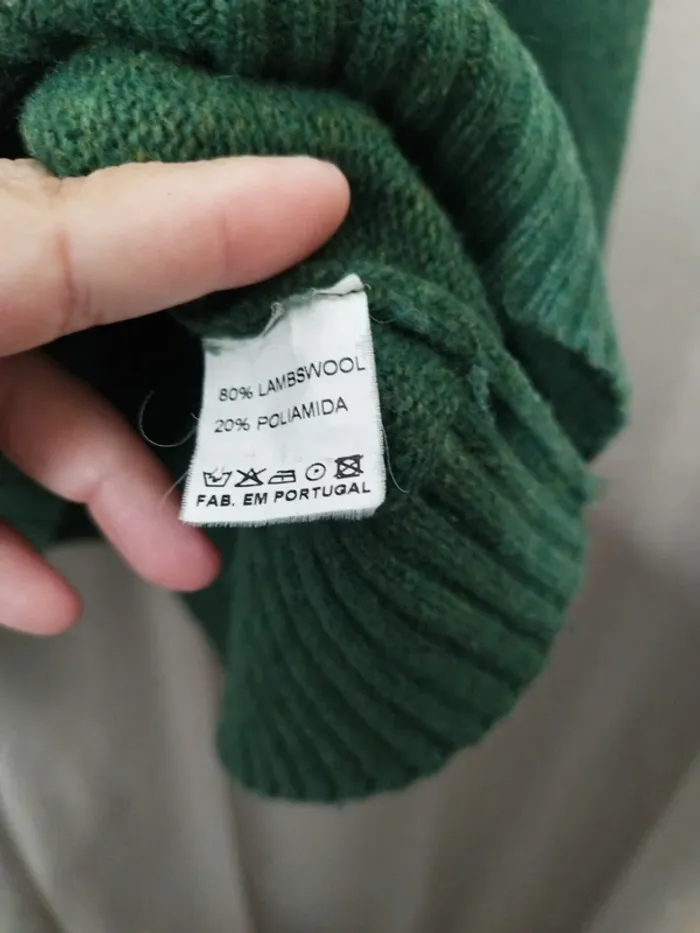 80% LAMBSWOOL
20% POLIAMIDA
FAB. EM PORTUGAL